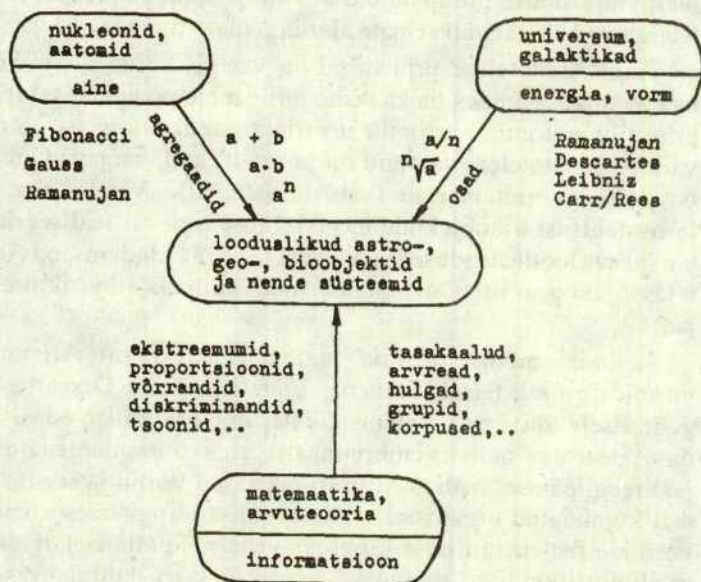 nukleonid,
aatomid
aine
universum,
galaktikad
energia, vorm
Fibonacci
Gauss
Ramanujan
agregaadid
a . . b
a·b
aⁿ
a/n
ⁿ√a
osad
Ramanujan
Descartes
Leibniz
Carr/Rees
looduslikud astro-,
geo-, bioobjektid
ja nende süsteemid
ekstreemumid,
proportsioonid,
võrrandid,
diskriminandid,
tsoonid,..
tasakaalud,
arvread,
hulgad,
grupid,
korpused,..
matemaatika,
arvuteooria
informatsioon